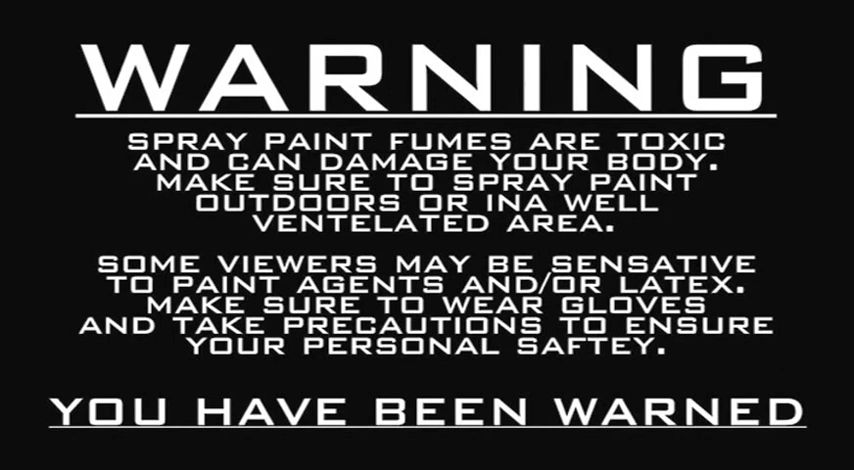 WARNING
SPRAY PAINT FUMES ARE TOXIC
AND CAN DAMAGE YOUR BODY.
MAKE SURE TO SPRAY PAINT
OUTDOORS OR INA WELL
VENTELATED AREA.
SOME VIEWERS MAY BE SENSATIVE
TO PAINT AGENTS AND/OR LATEX.
MAKE SURE TO WEAR GLOVES
AND TAKE PRECAUTIONS TO ENSURE
YOUR PERSONAL SAFTEY.
YOU HAVE BEEN WARNED